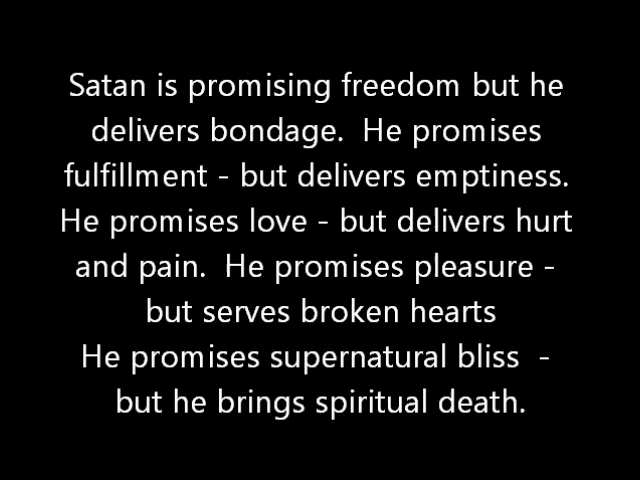 Satan is promising freedom but he
delivers bondage.  He promises
fulfillment - but delivers emptiness.
He promises love - but delivers hurt
and pain.  He promises pleasure -
but serves broken hearts
He promises supernatural bliss  -
but he brings spiritual death.